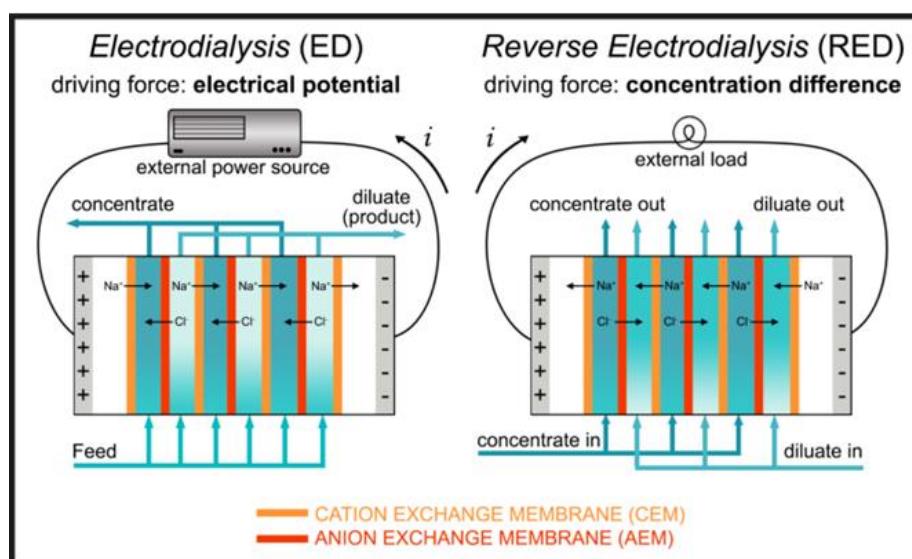 Electrodialysis (ED)
driving force: electrical potential
i
external power source
concentrate
diluate
(product)
+ + + + + +
Na⁺ Na⁺ Na⁺ Na⁺
Cl⁻ Cl⁻ Cl⁻
- - - - - -
Feed
Reverse Electrodialysis (RED)
driving force: concentration difference
i
external load
concentrate out
diluate out
+ + + + + +
Na⁺ Na⁺ Na⁺ Na⁺
Cl⁻ Cl⁻ Cl⁻
- - - - - -
concentrate in
diluate in
CATION EXCHANGE MEMBRANE (CEM)
ANION EXCHANGE MEMBRANE (AEM)